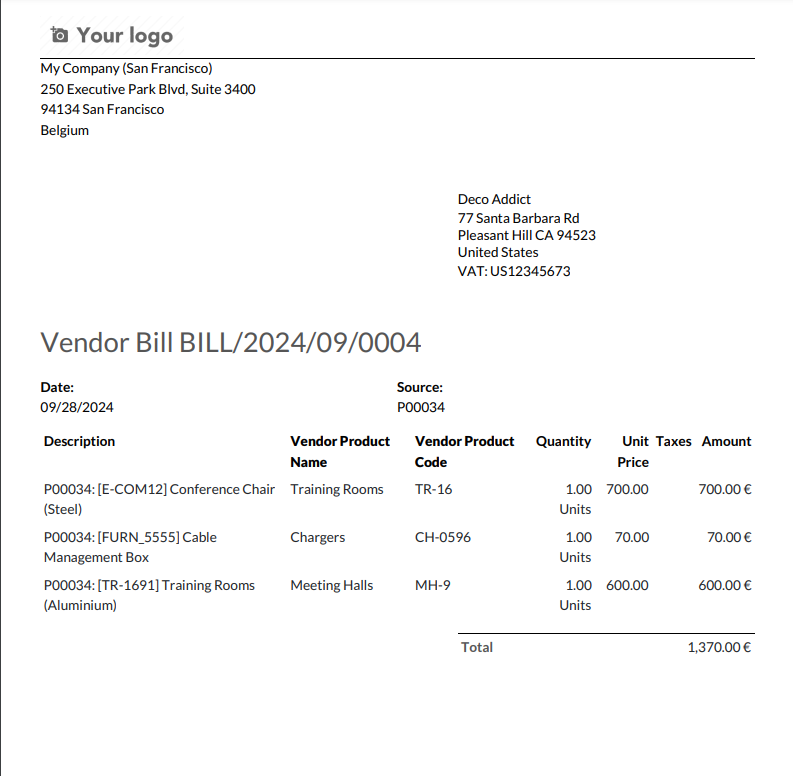 Your logo
My Company (San Francisco)
250 Executive Park Blvd, Suite 3400
94134 San Francisco
Belgium
Deco Addict
77 Santa Barbara Rd
Pleasant Hill CA 94523
United States
VAT: US12345673
Vendor Bill BILL/2024/09/0004
Date: Source:
09/28/2024 P00034
Description Vendor Product Vendor Product Quantity Unit Taxes Amount
Name Code Price
P00034: [E-COM12] Conference Chair Training Rooms TR-16 1.00 700.00 700.00 €
(Steel) Units
P00034: [FURN_5555] Cable Chargers CH-0596 1.00 70.00 70.00 €
Management Box Units
P00034: [TR-1691] Training Rooms Meeting Halls MH-9 1.00 600.00 600.00 €
(Aluminium) Units
Total 1,370.00 €